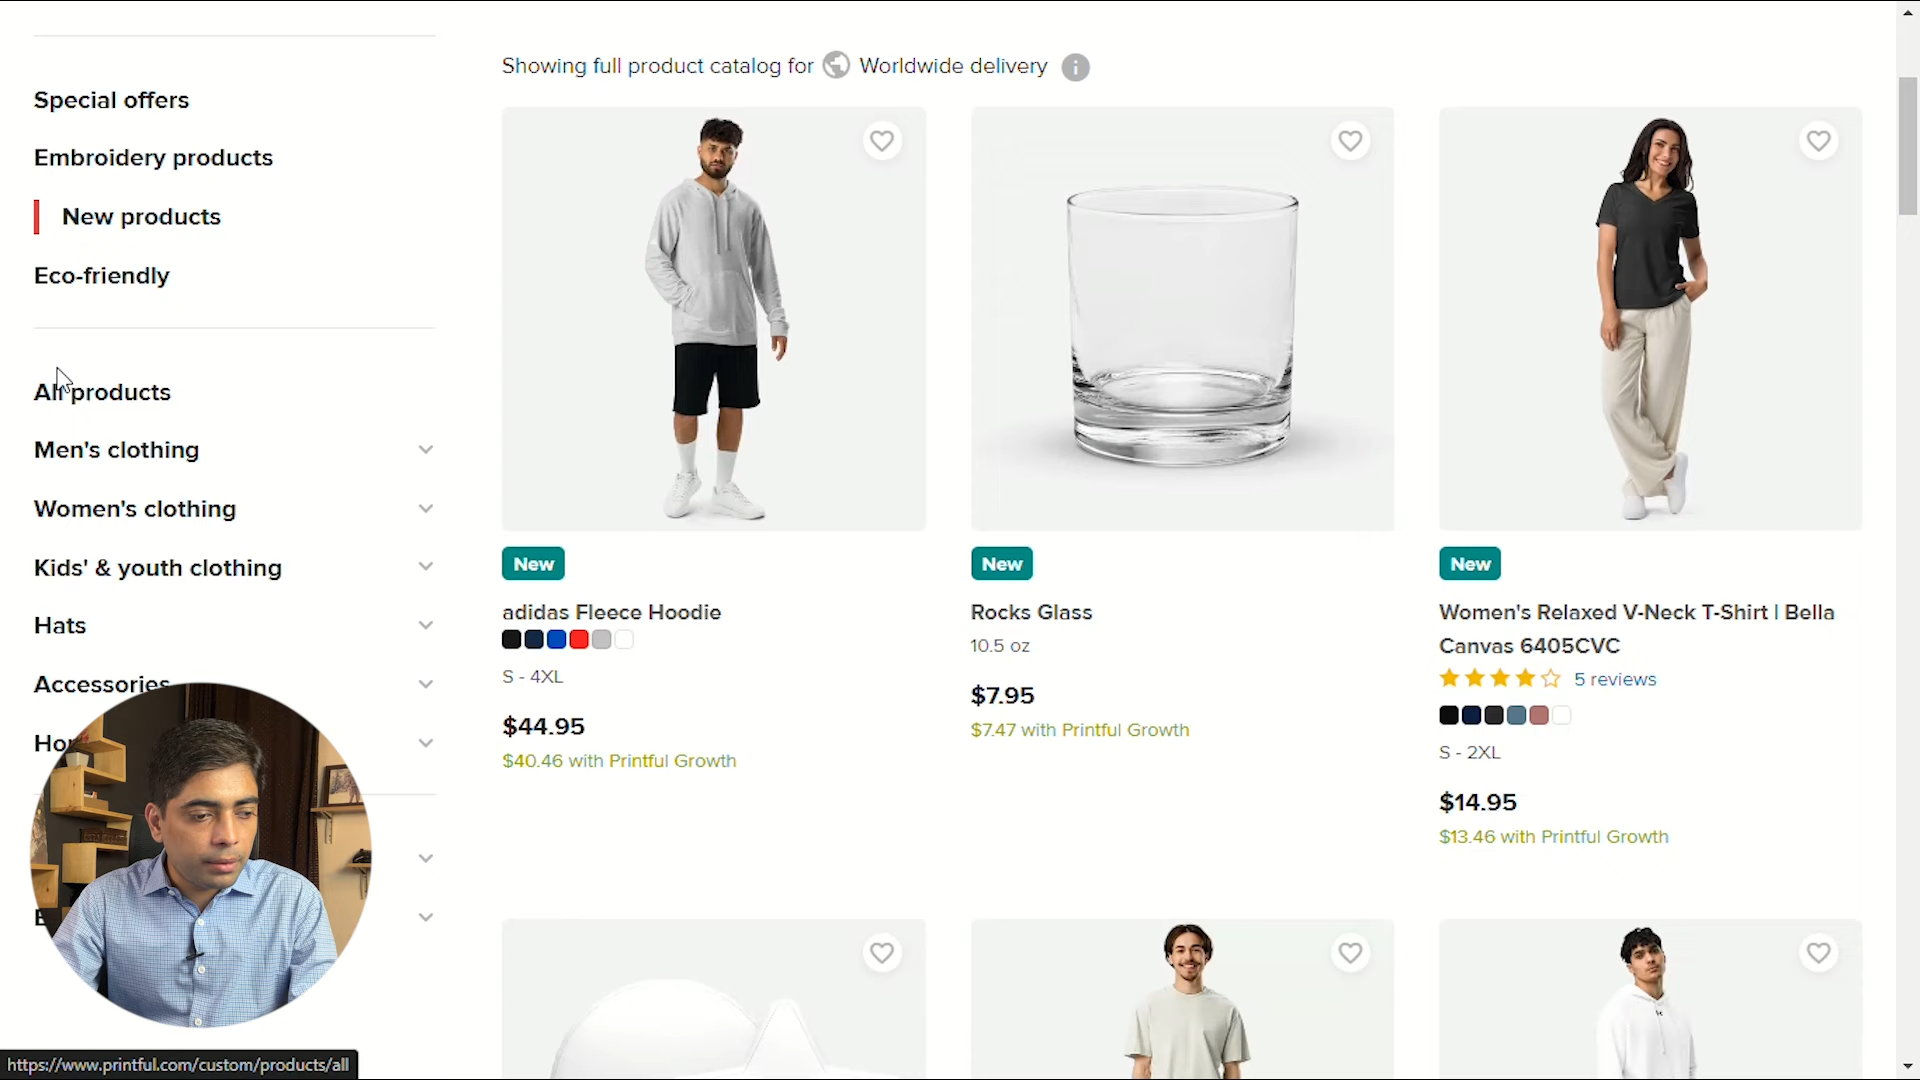 Special offers
Embroidery products
New products
Eco-friendly
All products
Men's clothing
Women's clothing
Kids' & youth clothing
Hats
Accessories
Showing full product catalog for Worldwide delivery
New
adidas Fleece Hoodie
S - 4XL
$44.95
$40.46 with Printful Growth
New
Rocks Glass
10.5 oz
$7.95
$7.47 with Printful Growth
New
Women's Relaxed V-Neck T-Shirt | Bella
Canvas 6405CVC
5 reviews
S - 2XL
$14.95
$13.46 with Printful Growth
https://www.printful.com/custom/products/all